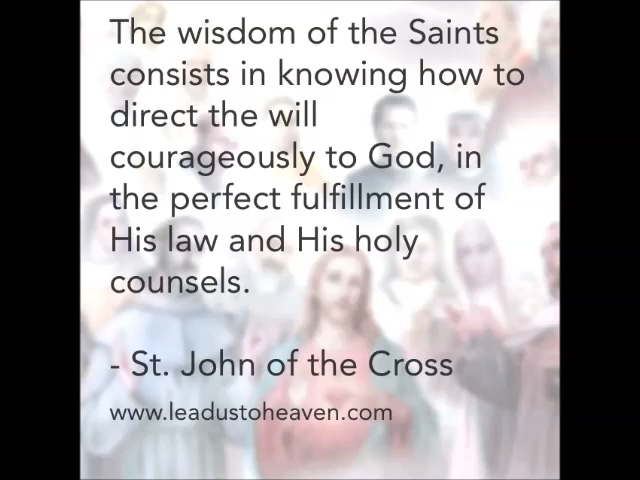 The wisdom of the Saints
consists in knowing how to
direct the will
courageously to God, in
the perfect fulfillment of
His law and His holy
counsels.
- St. John of the Cross
www.leadustoheaven.com